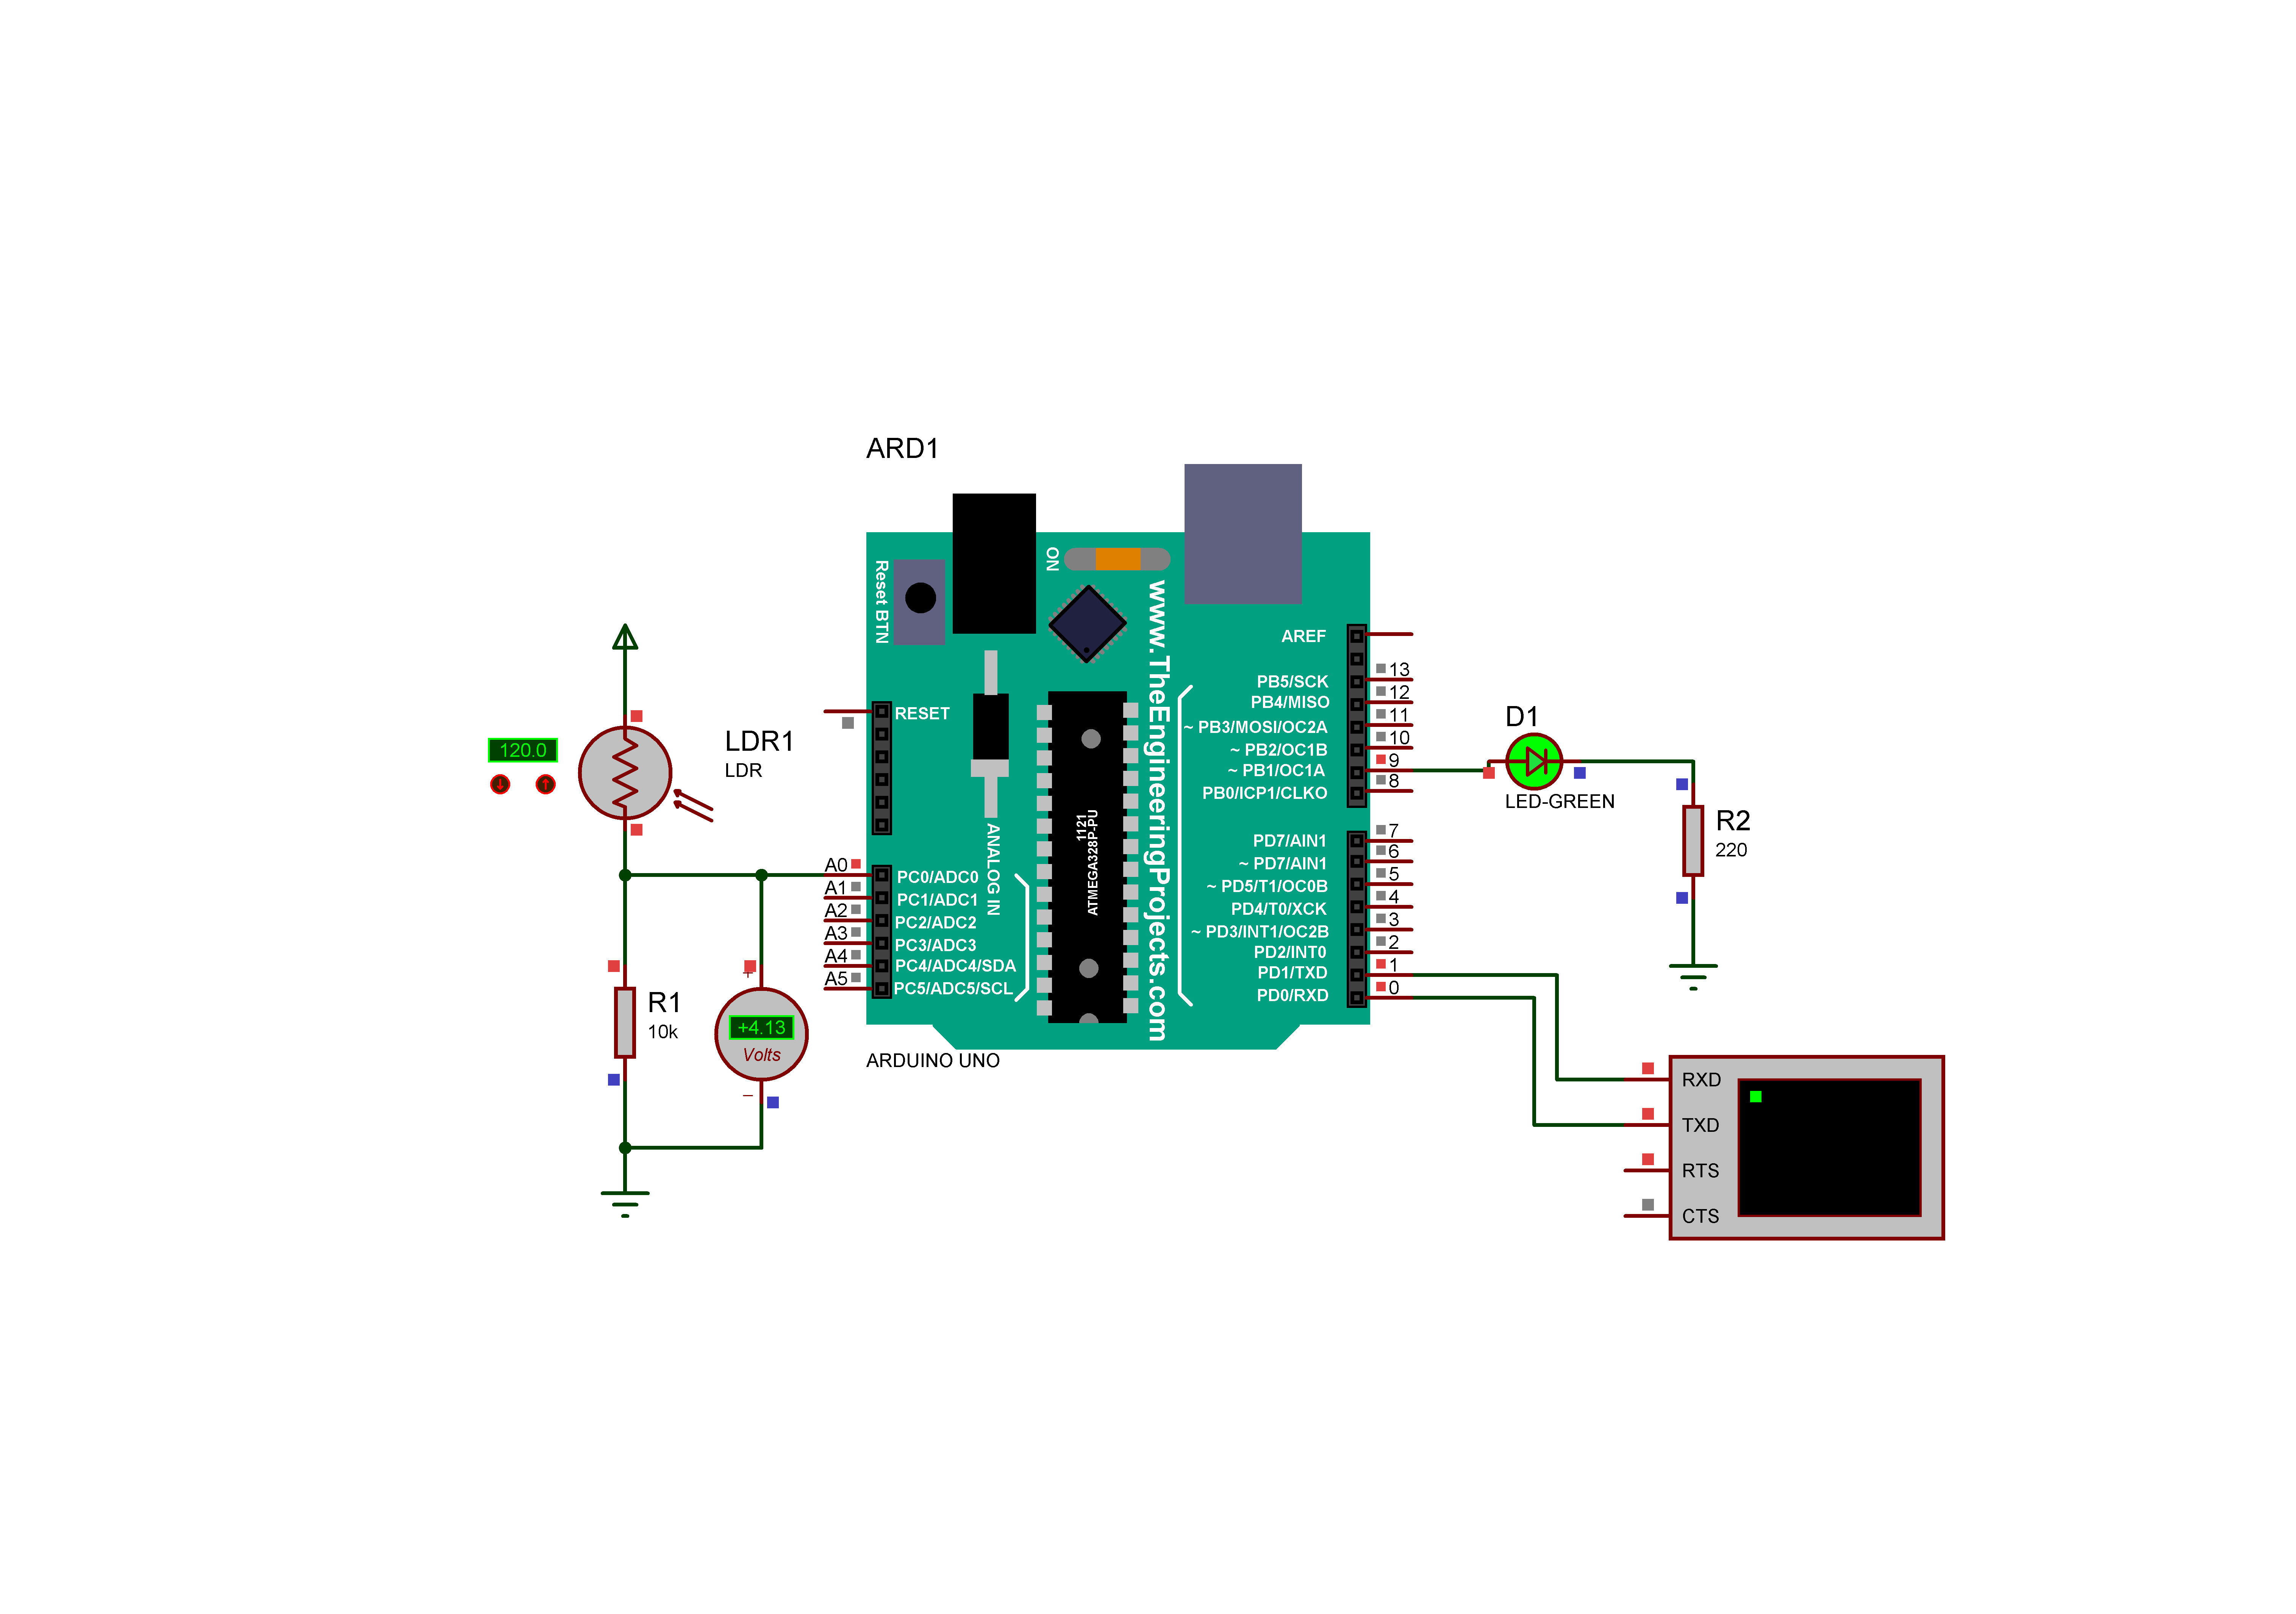 ARD1
ON
Reset BTN
www.TheEngineeringProjects.com
AREF
13
PB5/SCK
12
PB4/MISO
11
~ PB3/MOSI/OC2A
10
~ PB2/OC1B
9
~ PB1/OC1A
8
PB0/ICP1/CLKO
RESET
D1
LED-GREEN
LDR1
LDR
120.0
R2
220
1121
ATMEGA328P-PU
ANALOG IN
7
PD7/AIN1
6
~ PD7/AIN1
5
~ PD5/T1/OC0B
4
PD4/T0/XCK
3
~ PD3/INT1/OC2B
2
PD2/INT0
1
PD1/TXD
0
PD0/RXD
A0
PC0/ADC0
A1
PC1/ADC1
A2
PC2/ADC2
A3
PC3/ADC3
A4
PC4/ADC4/SDA
A5
PC5/ADC5/SCL
R1
10k
+
+4.13
Volts
−
ARDUINO UNO
RXD
TXD
RTS
CTS